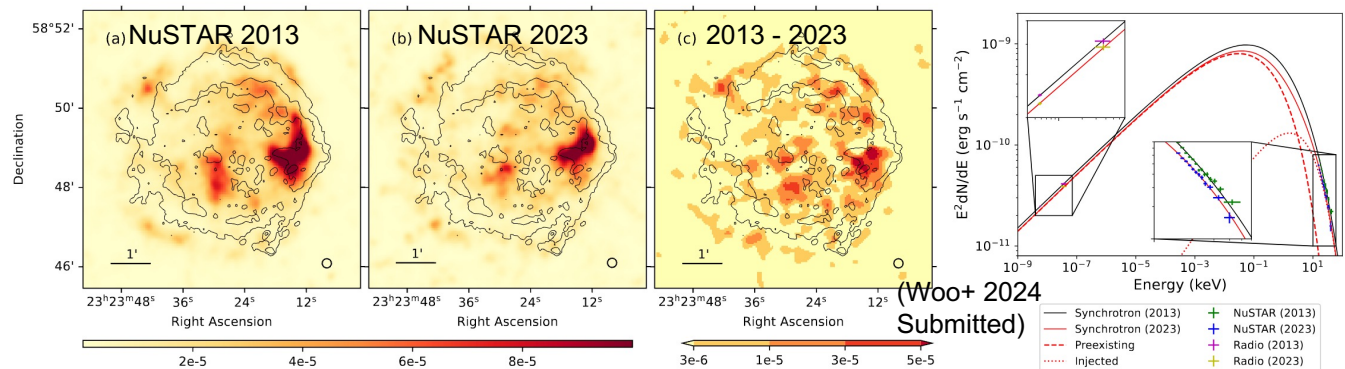 (a) NuSTAR 2013
(b) NuSTAR 2023
(c) 2013 - 2023
58°52'
50'
48'
46'
Declination
1'
1'
1'
23ʰ23ᵐ48ˢ 36ˢ 24ˢ 12ˢ
23ʰ23ᵐ48ˢ 36ˢ 24ˢ 12ˢ
23ʰ23ᵐ48ˢ 36ˢ 24ˢ 12ˢ
Right Ascension
Right Ascension
Right Ascension
2e-5 4e-5 6e-5 8e-5
3e-6 1e-5 3e-5 5e-5
(Woo+ 2024
Submitted)
E²dN/dE (erg s⁻¹ cm⁻²)
10⁻⁹
10⁻¹⁰
10⁻¹¹
10⁻⁹ 10⁻⁷ 10⁻⁵ 10⁻³ 10⁻¹ 10¹
Energy (keV)
Synchrotron (2013)
Synchrotron (2023)
Preexisting
Injected
NuSTAR (2013)
NuSTAR (2023)
Radio (2013)
Radio (2023)